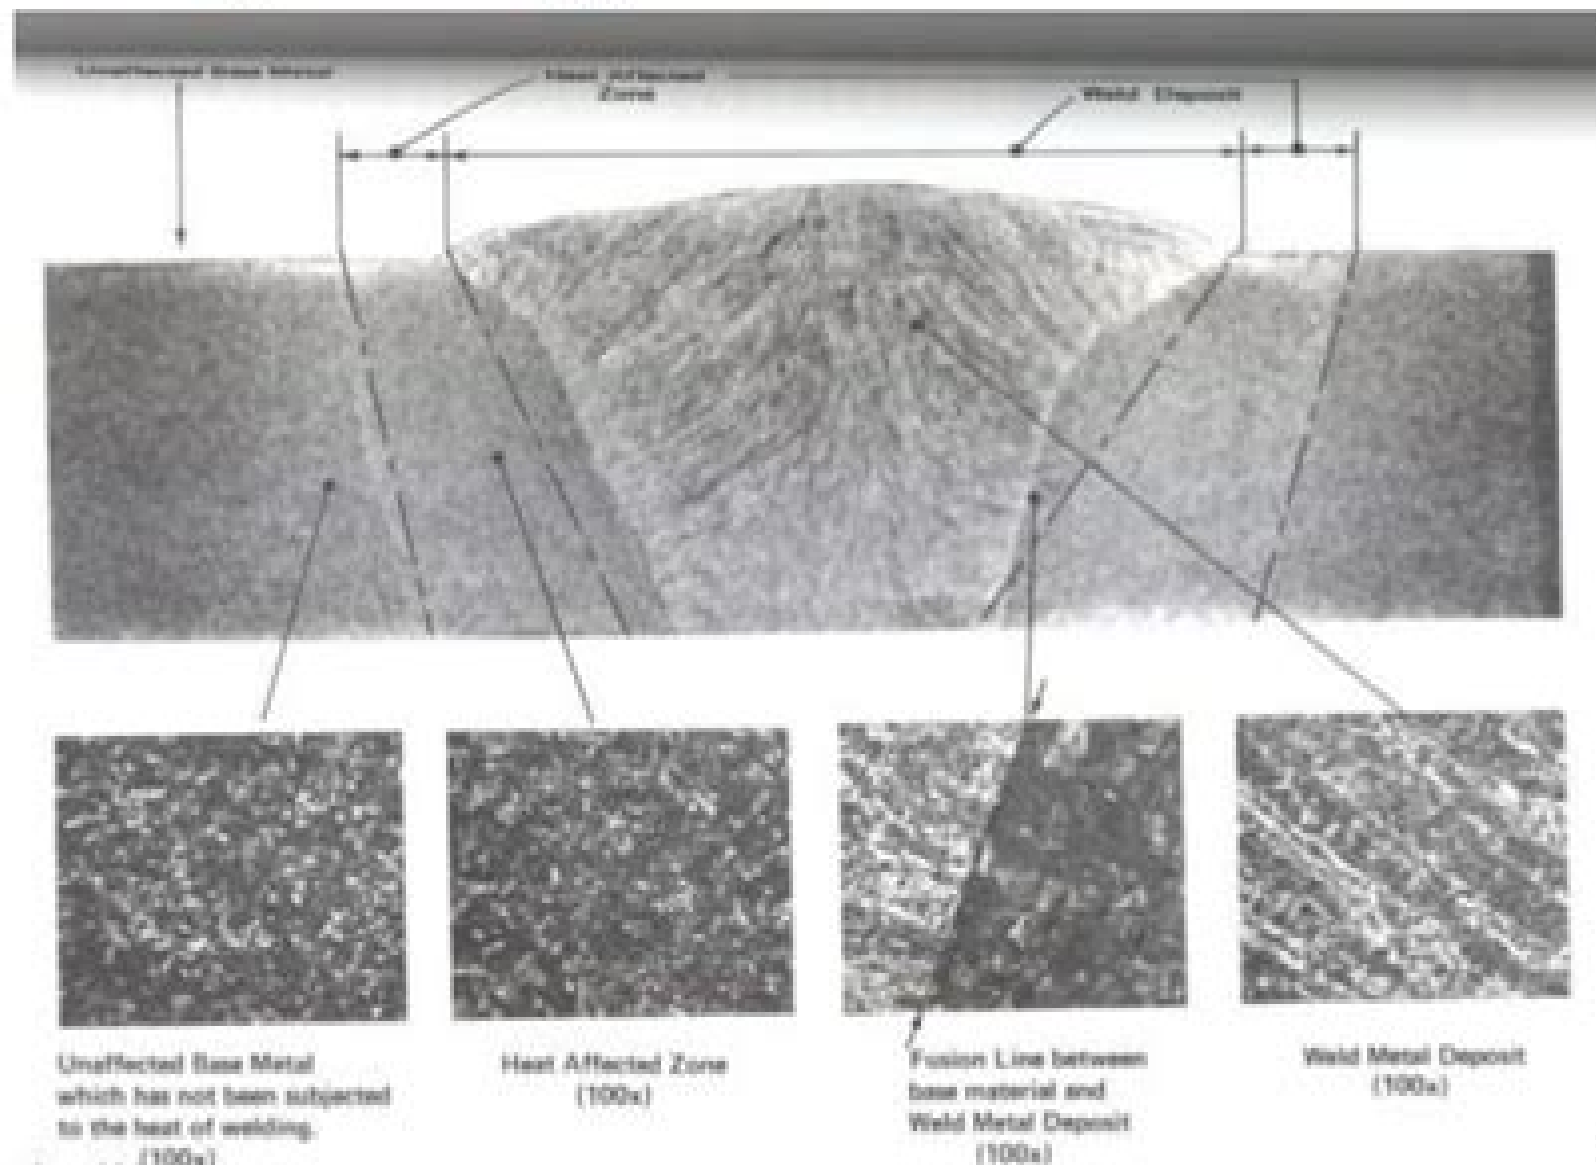 Unaffected Base Metal
Heat Affected
Zone
Weld Deposit
Unaffected Base Metal
which has not been subjected
to the heat of welding.
(100x)
Heat Affected Zone
(100x)
Fusion Line between
base material and
Weld Metal Deposit
(100x)
Weld Metal Deposit
(100x)